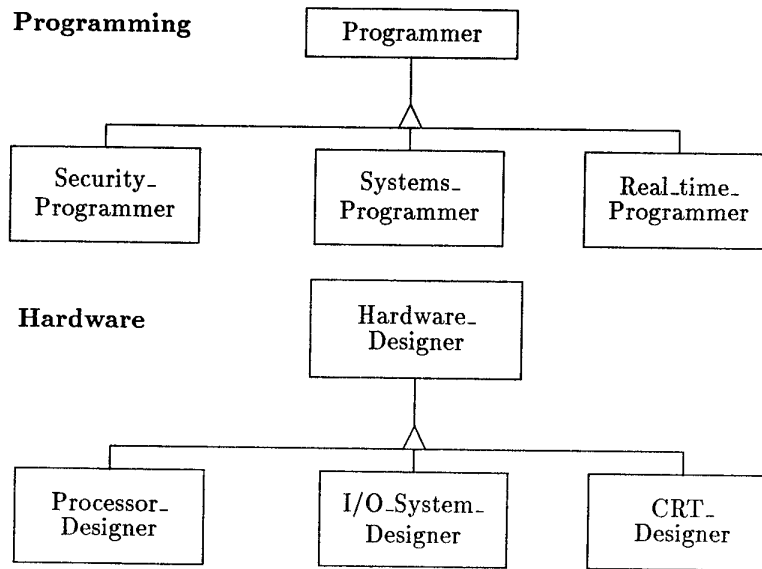 Programming
Programmer
Security_
Programmer
Systems_
Programmer
Real_time_
Programmer
Hardware
Hardware_
Designer
Processor_
Designer
I/O_System_
Designer
CRT_
Designer